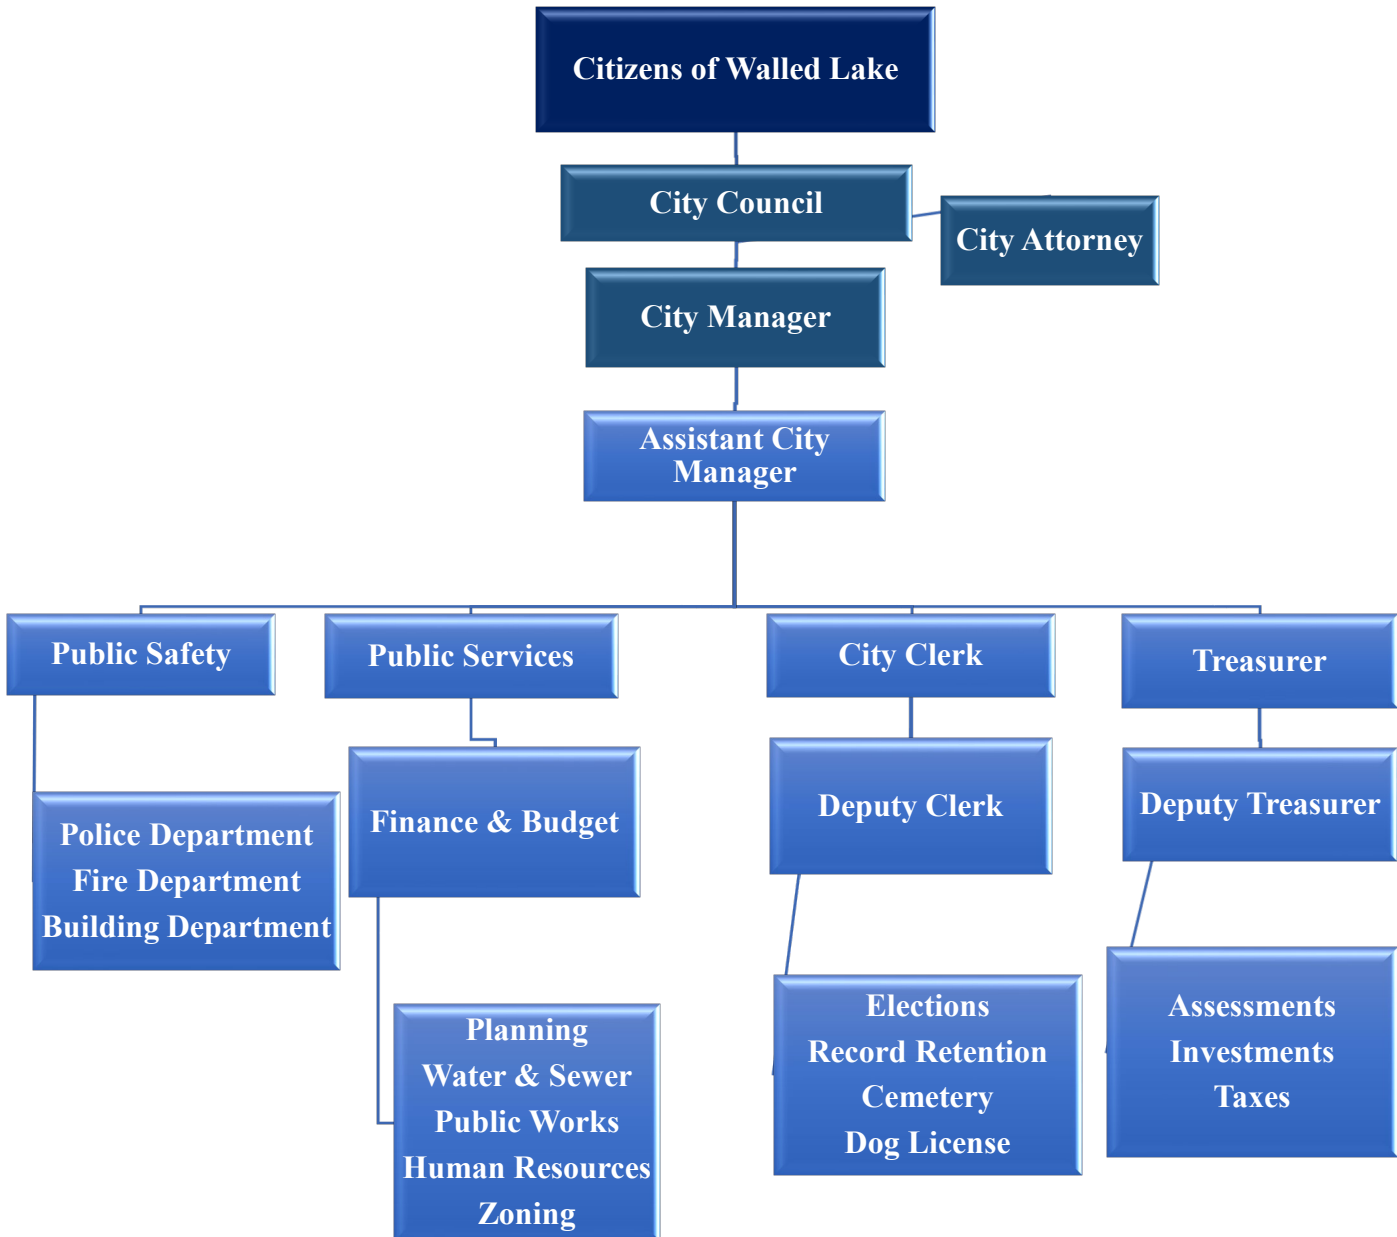 Citizens of Walled Lake
City Council
City Attorney
City Manager
Assistant City
Manager
Public Safety
Public Services
City Clerk
Treasurer
Police Department
Fire Department
Building Department
Finance & Budget
Planning
Water & Sewer
Public Works
Human Resources
Zoning
Deputy Clerk
Elections
Record Retention
Cemetery
Dog License
Deputy Treasurer
Assessments
Investments
Taxes